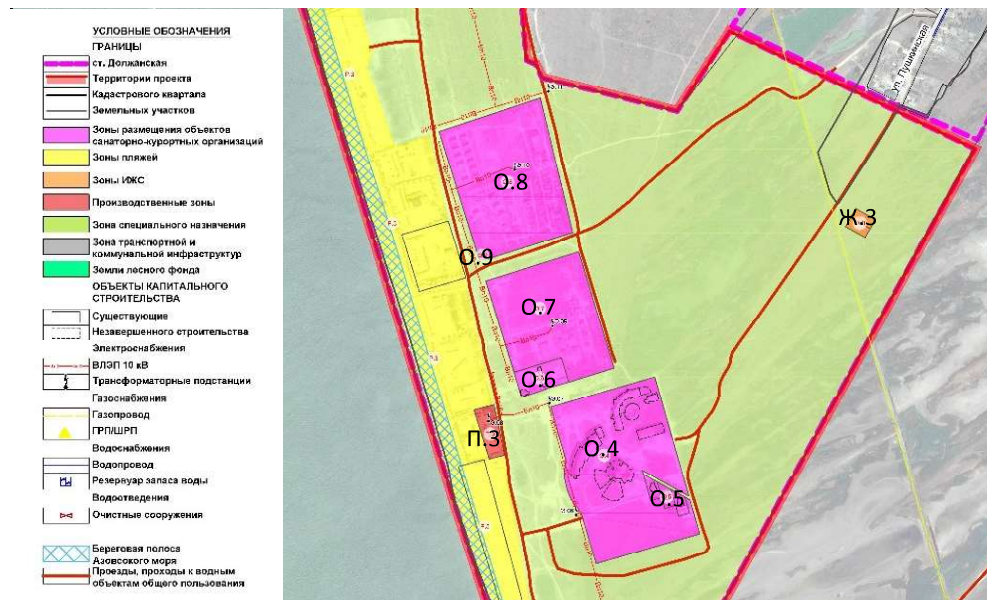 УСЛОВНЫЕ ОБОЗНАЧЕНИЯ
ГРАНИЦЫ
ст. Должанская
Территории проекта
Кадастрового квартала
Земельных участков
Зоны размещения объектов
санаторно-курортных организаций
Зоны пляжей
Зоны ИЖС
Производственные зоны
Зона специального назначения
Зона транспортной и
коммунальной инфраструктур
Земли лесного фонда
ОБЪЕКТЫ КАПИТАЛЬНОГО
СТРОИТЕЛЬСТВА
Существующие
Незавершенного строительства
Электроснабжения
ВЛЭП 10 кВ
Трансформаторные подстанции
Газоснабжения
Газопровод
ГРП/ШРП
Водоснабжения
Водопровод
Резервуар запаса воды
Водоотведения
Очистные сооружения
Береговая полоса
Азовского моря
Проезды, проходы к водным
объектам общего пользования
ул. Пушкинская
О.8
Ж.3
О.9
О.7
О.6
П.3
О.4
О.5